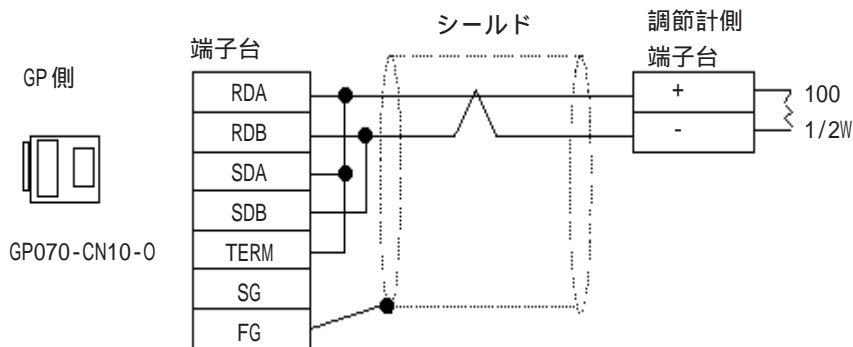 シールド
調節計側
端子台
端子台
GP側
RDA
RDB
SDA
SDB
TERM
SG
FG
+
-
100
1/2W
GP070-CN10-O